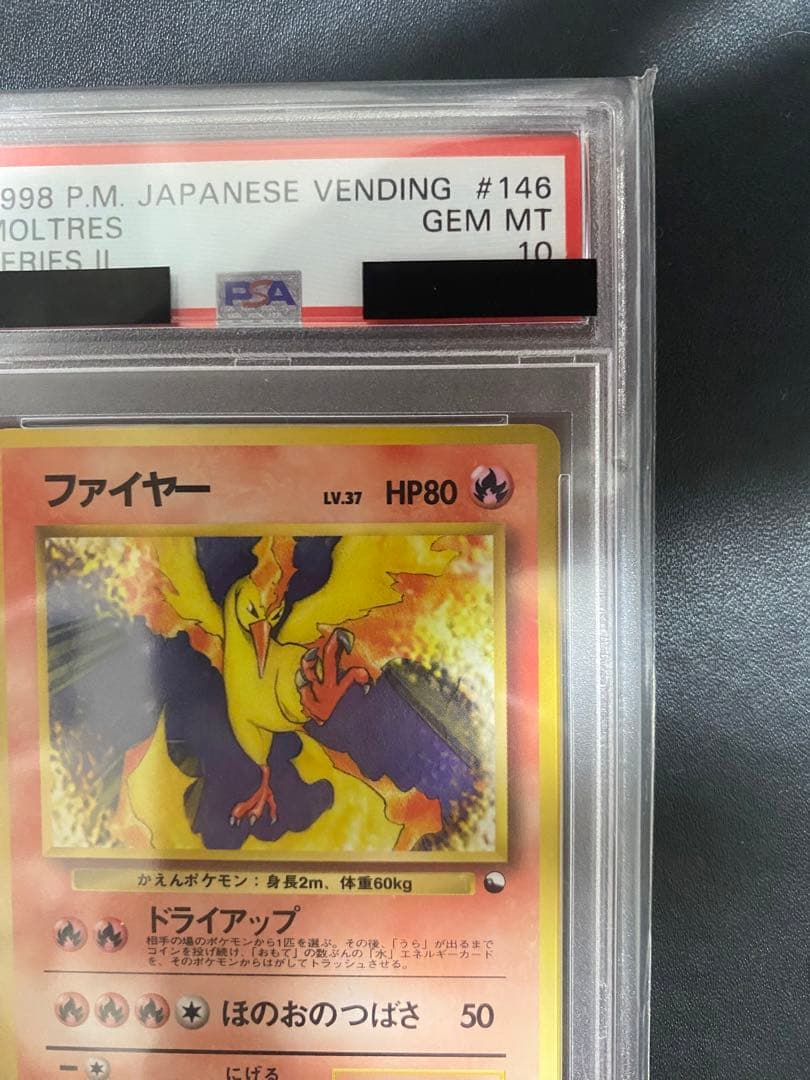 998 P.M. JAPANESE VENDING #146
MOLTRES GEM MT
ERIES II 10
PSA
ファイヤー LV.37 HP80
かえんポケモン：身長2m、体重60kg
ドライアップ
相手の場のポケモンから1匹を選ぶ。その後、「うら」が出るまで
コインを投げ続け、「おもて」の数ぶんの「水」エネルギーカード
を、そのポケモンからはがしてトラッシュさせる。
ほのおのつばさ 50
にげる